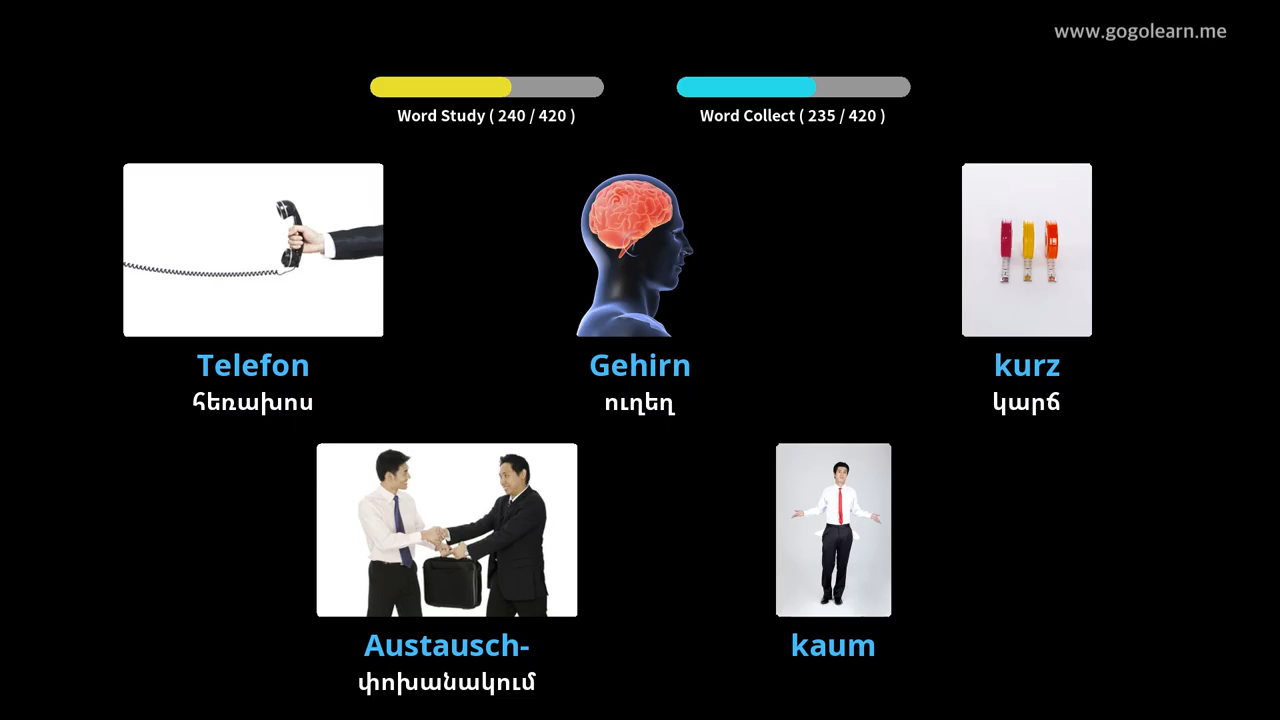 www.gogolearn.me
Word Study ( 240 / 420 )
Word Collect ( 235 / 420 )
Telefon
հեռախոս
Gehirn
ուղեղ
kurz
կարճ
Austausch-
փոխանակում
kaum